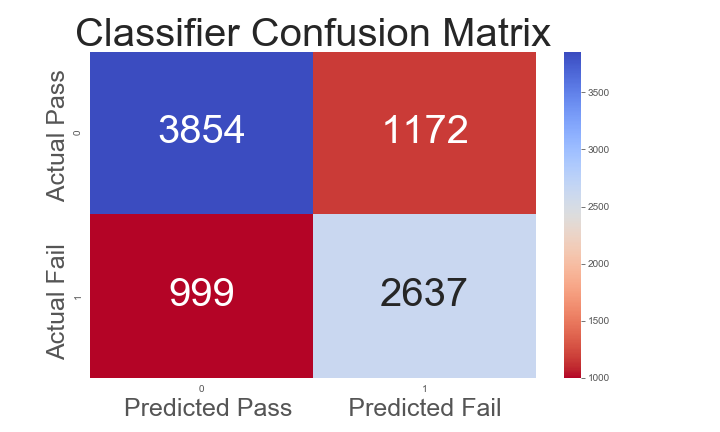 Classifier Confusion Matrix
Actual Pass
0
3854
1172
Actual Fail
1
999
2637
0
1
Predicted Pass
Predicted Fail
3500
3000
2500
2000
1500
1000